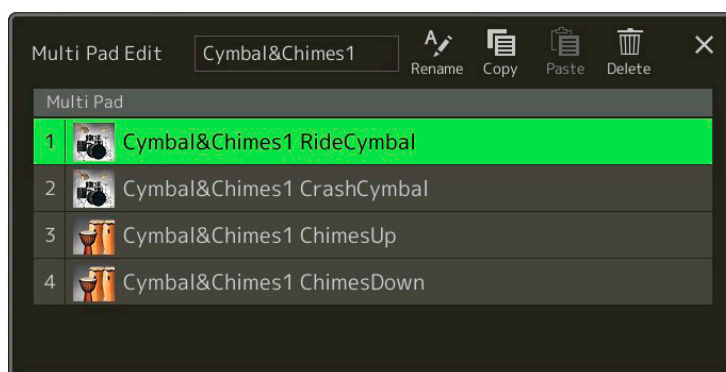 Multi Pad Edit Cymbal&Chimes1 Rename Copy Paste Delete
Multi Pad
1 Cymbal&Chimes1 RideCymbal
2 Cymbal&Chimes1 CrashCymbal
3 Cymbal&Chimes1 ChimesUp
4 Cymbal&Chimes1 ChimesDown